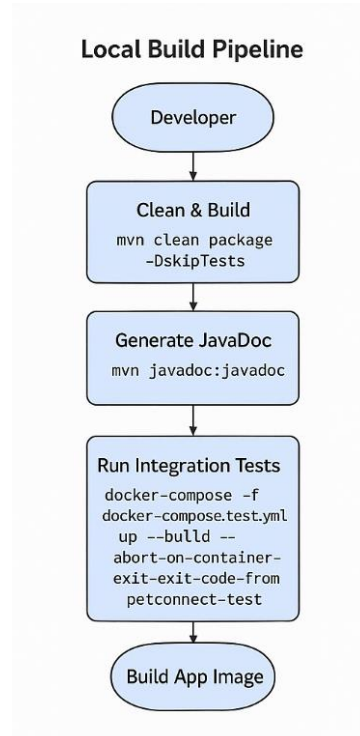 Local Build Pipeline
Developer
Clean & Build
mvn clean package
-DskipTests
Generate JavaDoc
mvn javadoc:javadoc
Run Integration Tests
docker-compose -f
docker-compose.test.yml
up --bulld --
abort-on-container-
exit-exit-code-from
petconnect-test
Build App Image